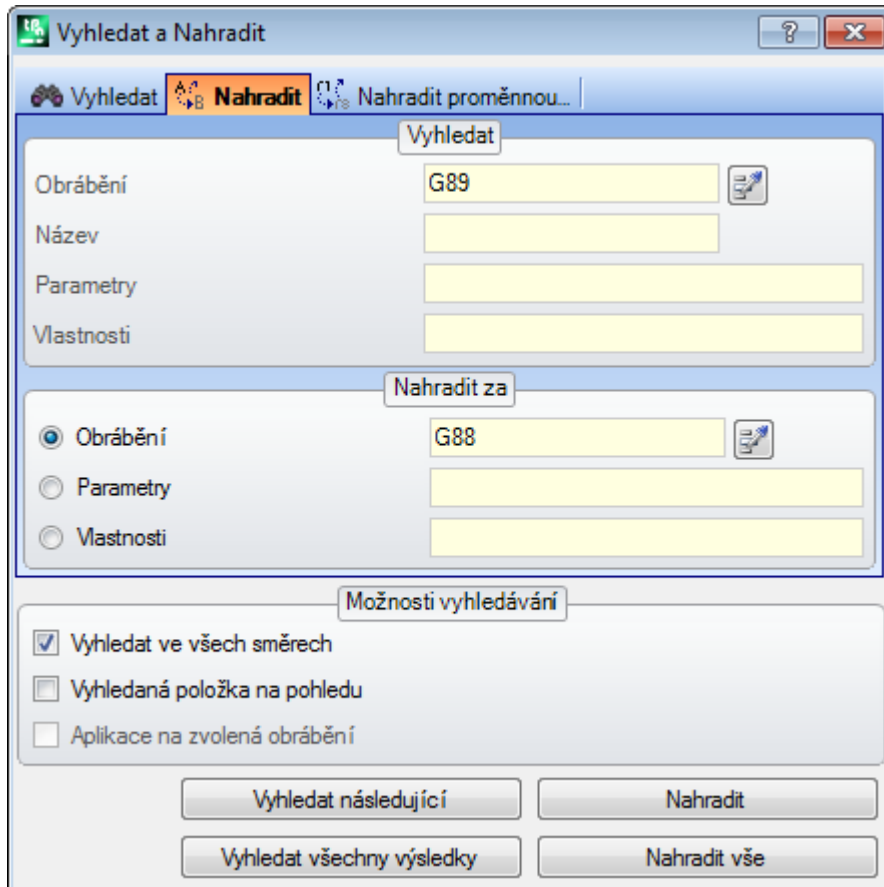 Vyhledat a Nahradit
Vyhledat Nahradit Nahradit proměnnou...
Vyhledat
Obrábění G89
Název
Parametry
Vlastnosti
Nahradit za
Obrábění G88
Parametry
Vlastnosti
Možnosti vyhledávání
Vyhledat ve všech směrech
Vyhledaná položka na pohledu
Aplikace na zvolená obrábění
Vyhledat následující Nahradit
Vyhledat všechny výsledky Nahradit vše